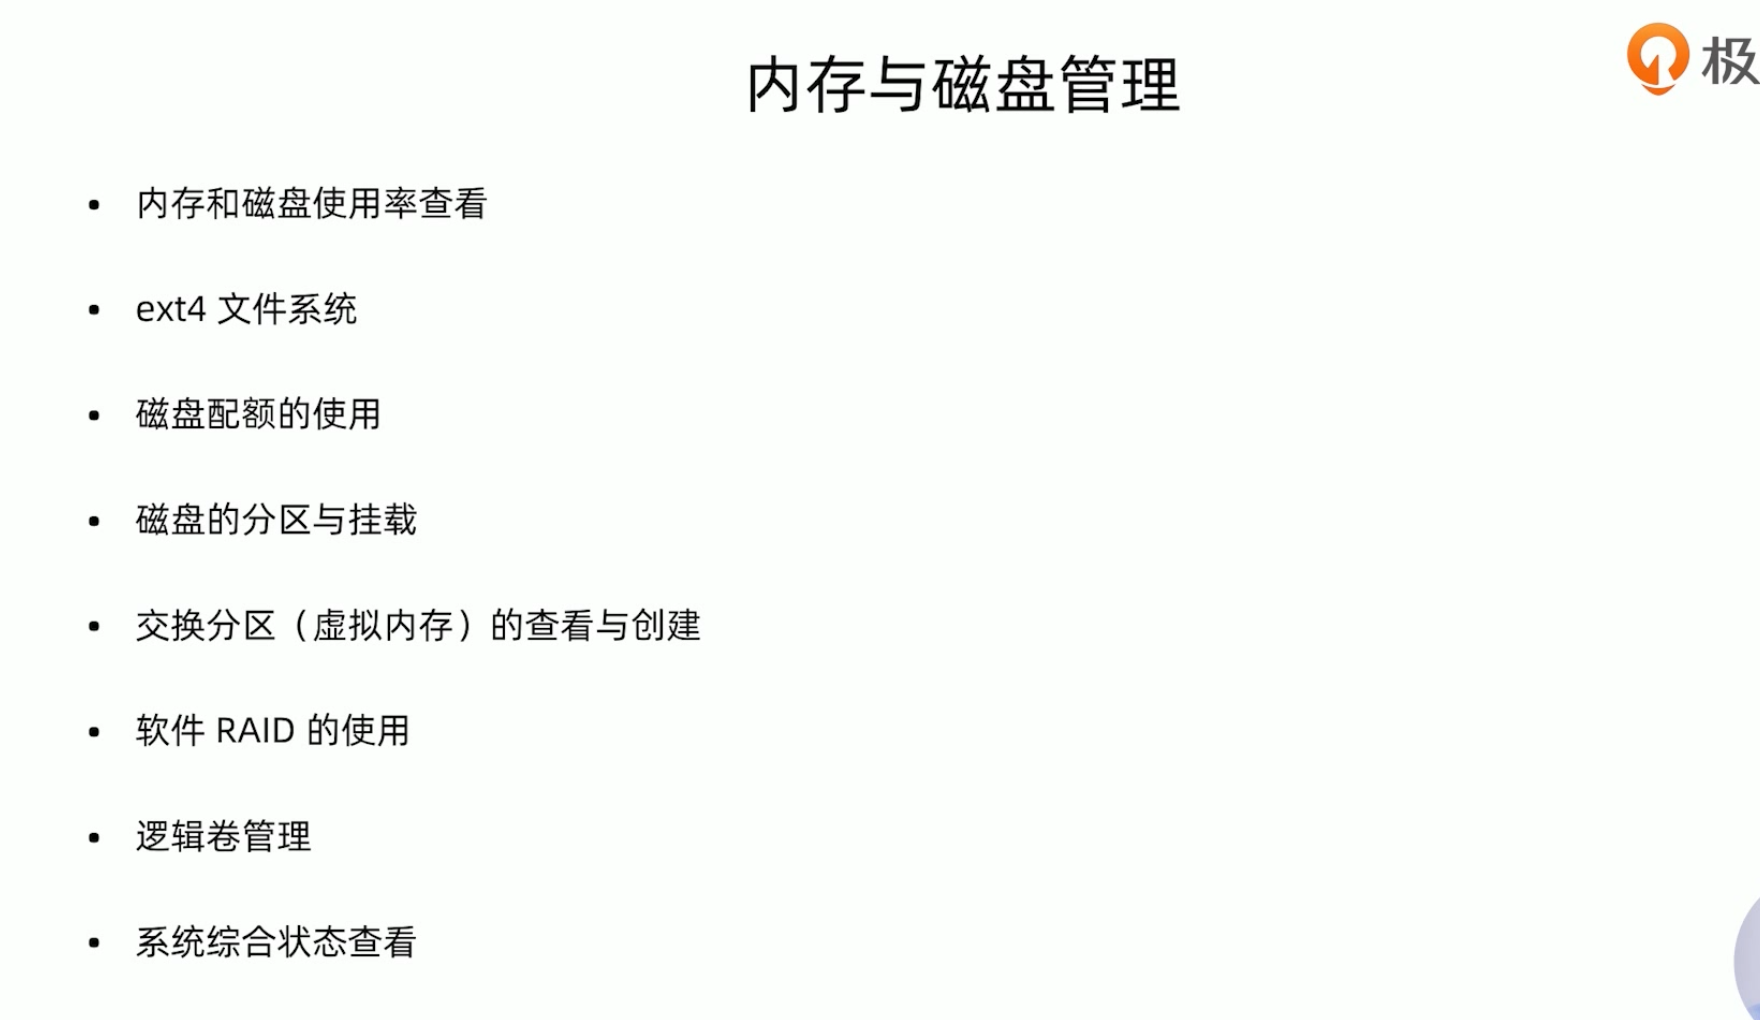 内存与磁盘管理
极
• 内存和磁盘使用率查看
• ext4 文件系统
• 磁盘配额的使用
• 磁盘的分区与挂载
• 交换分区（虚拟内存）的查看与创建
• 软件 RAID 的使用
• 逻辑卷管理
• 系统综合状态查看